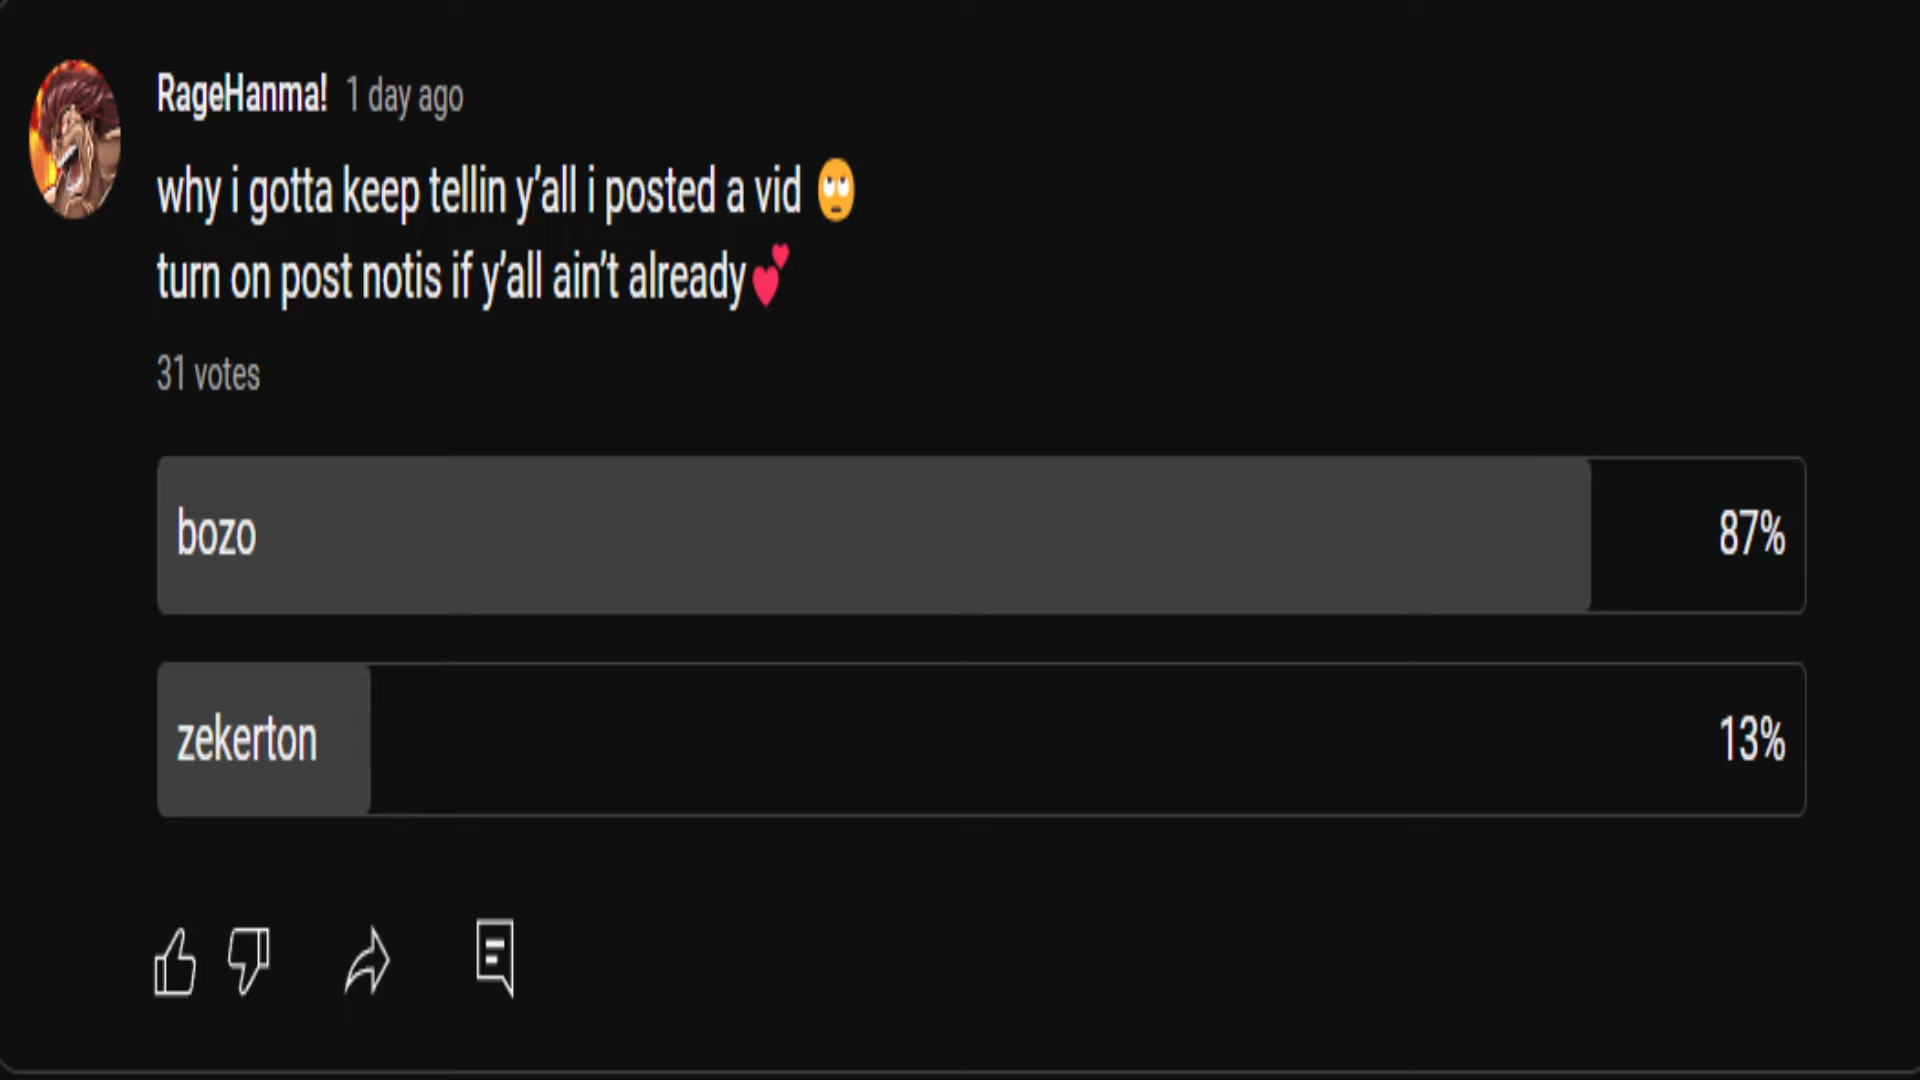 RageHanma! 1 day ago
why i gotta keep tellin y’all i posted a vid 🙄
turn on post notis if y’all ain’t already💕
31 votes
bozo 87%
zekerton 13%